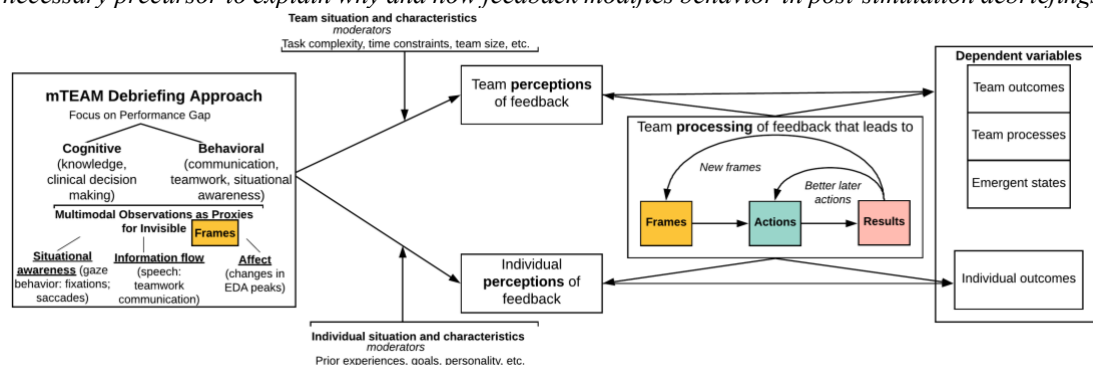 necessary precursor to explain why and how feedback modifies behavior in post-simulation debriefings
Team situation and characteristics
moderators
Task complexity, time constraints, team size, etc.
mTEAM Debriefing Approach
Focus on Performance Gap
Cognitive
(knowledge,
clinical decision
making)
Behavioral
(communication,
teamwork, situational
awareness)
Multimodal Observations as Proxies
for Invisible Frames
Situational
awareness (gaze
behavior: fixations;
saccades)
Information flow
(speech:
teamwork
communication)
Affect
(changes in
EDA peaks)
Team perceptions
of feedback
Individual
perceptions of
feedback
Individual situation and characteristics
moderators
Prior experiences, goals, personality, etc.
Team processing of feedback that leads to
New frames
Better later
actions
Frames
Actions
Results
Dependent variables
Team outcomes
Team processes
Emergent states
Individual outcomes